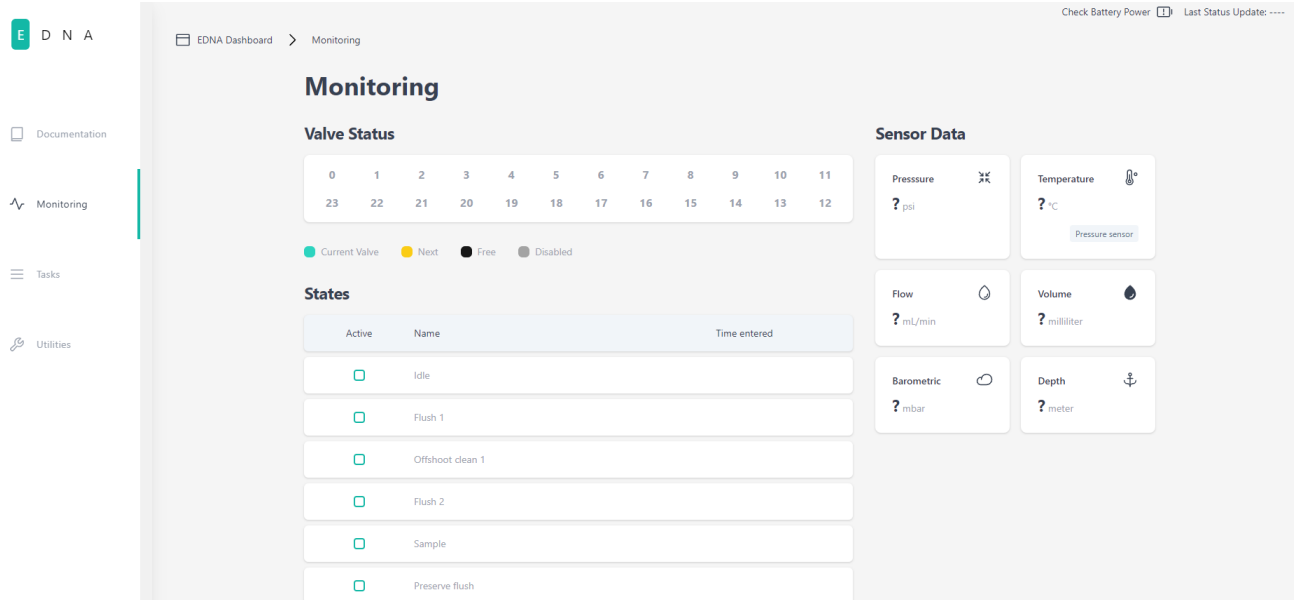 Check Battery Power Last Status Update: ----
E D N A
EDNA Dashboard Monitoring
Documentation
Monitoring
Tasks
Utilities
Monitoring
Valve Status
0 1 2 3 4 5 6 7 8 9 10 11
23 22 21 20 19 18 17 16 15 14 13 12
Current Valve Next Free Disabled
States
Active Name Time entered
Idle
Flush 1
Offshoot clean 1
Flush 2
Sample
Preserve flush
Sensor Data
Presssure
? psi
Temperature
? °C
Pressure sensor
Flow
? mL/min
Volume
? milliliter
Barometric
? mbar
Depth
? meter